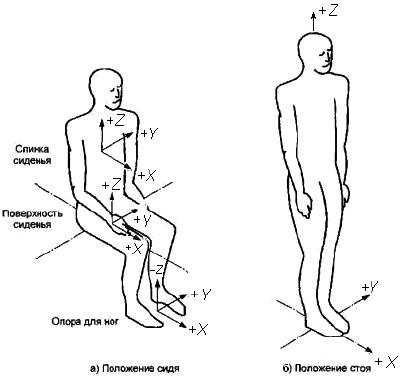 +Z
+Z
+Y
Спинка
сиденья
+X
+Z
Поверхность
сиденья
+Y
+X
-Z
+Y
+Y
Опора для ног
+X
+X
а) Положение сидя
б) Положение стоя